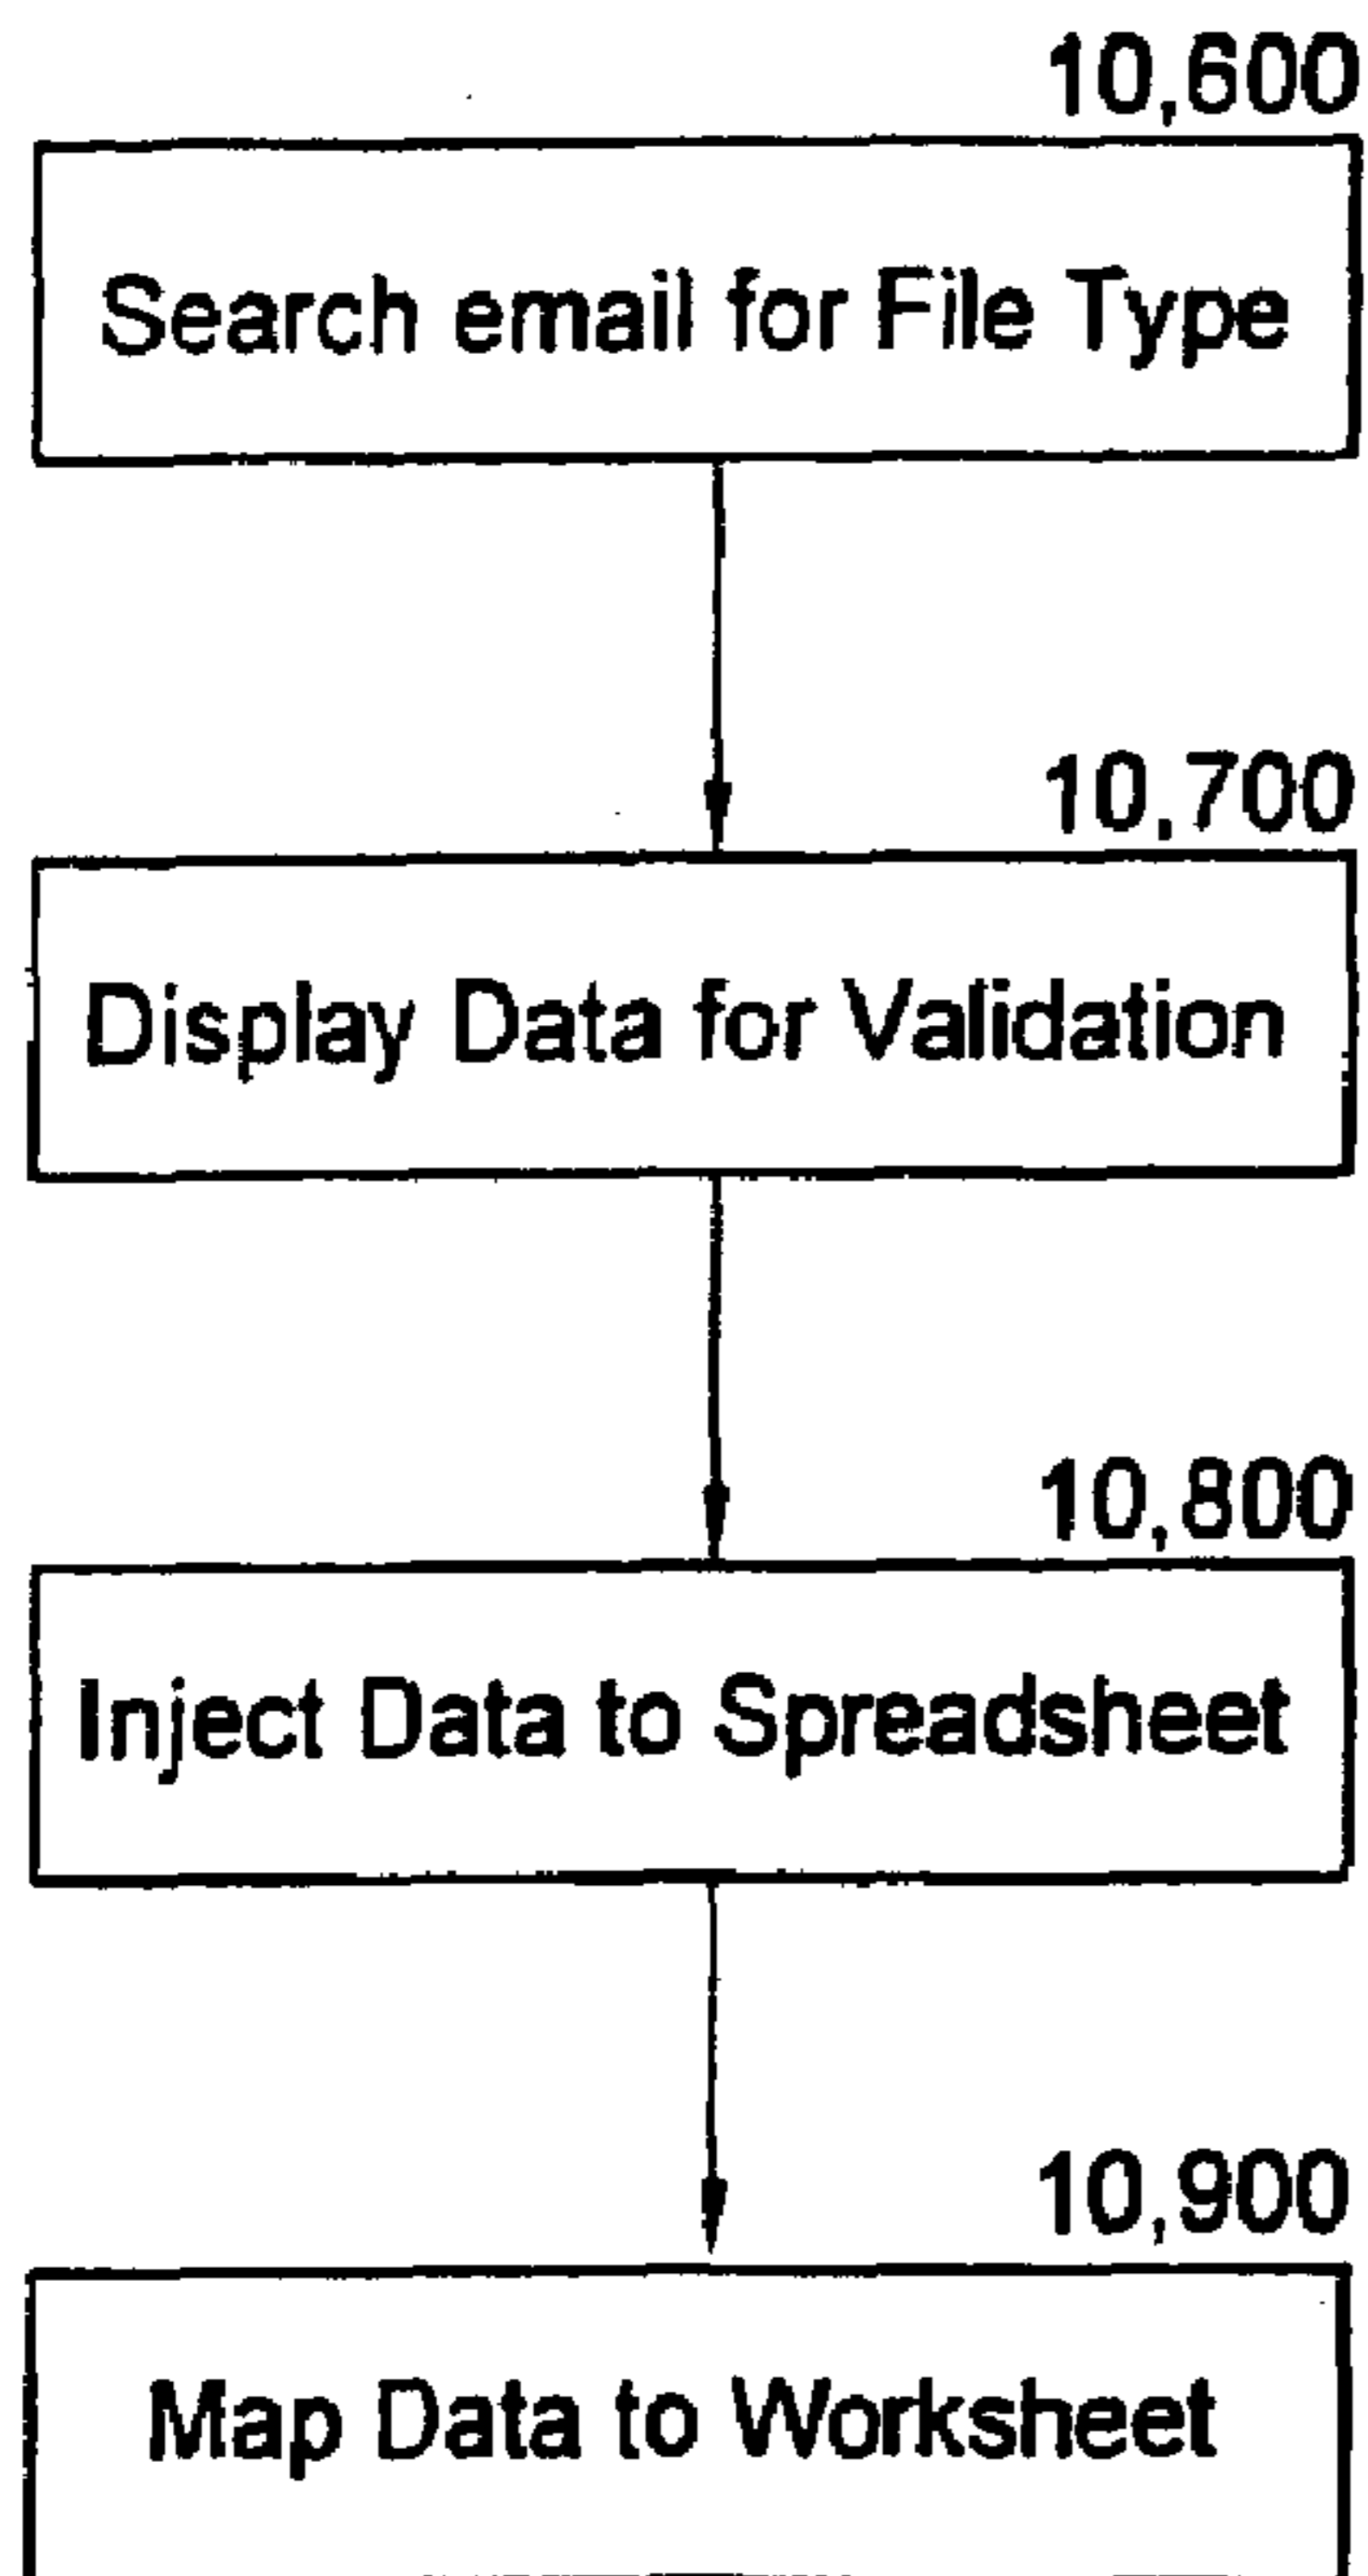 10,600
Search email for File Type
10,700
Display Data for Validation
10,800
Inject Data to Spreadsheet
10,900
Map Data to Worksheet